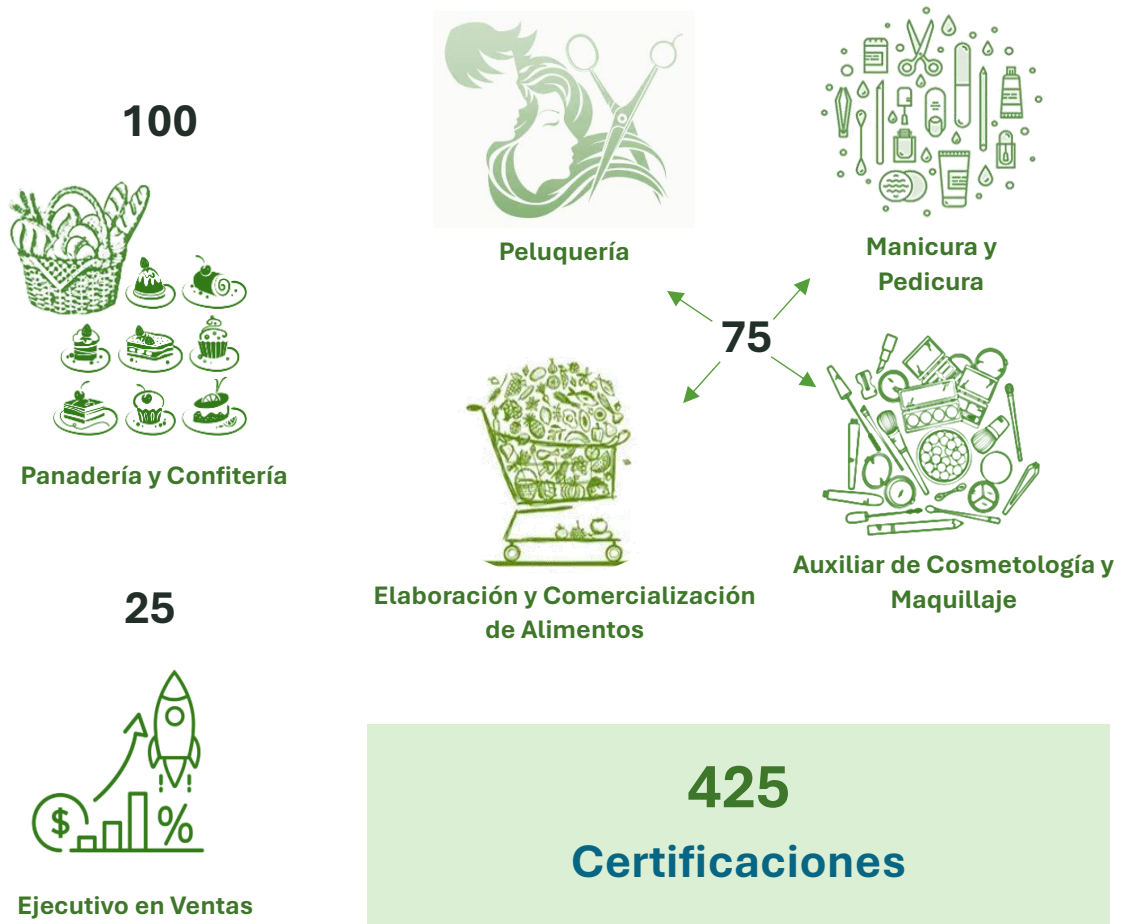 100
Panadería y Confitería
Peluquería
Manicura y
Pedicura
75
Elaboración y Comercialización
de Alimentos
Auxiliar de Cosmetología y
Maquillaje
25
$
%
Ejecutivo en Ventas
425
Certificaciones